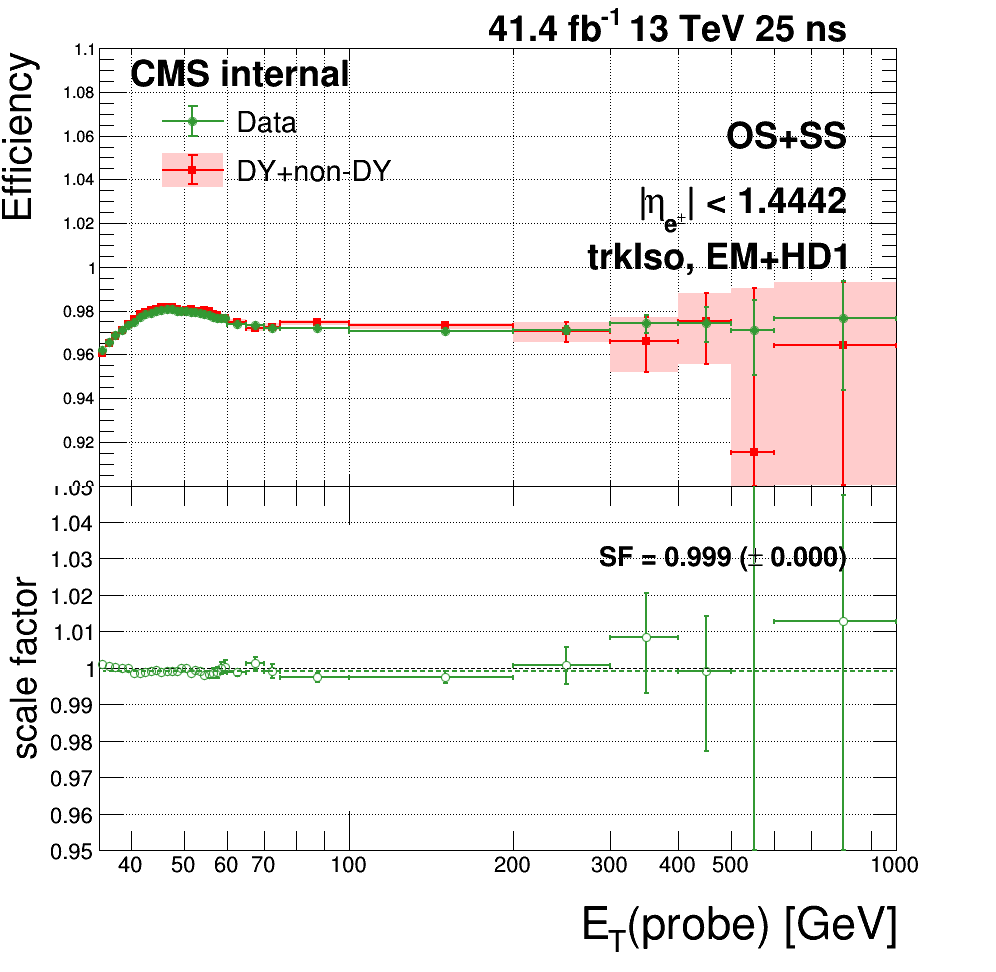 41.4 fb-1 13 TeV 25 ns
Efficiency
1.1
1.08
1.06
1.04
1.02
1
0.98
0.96
0.94
0.92
CMS internal
Data
DY+non-DY
OS+SS
|ηe±| < 1.4442
trkIso, EM+HD1
scale factor
1.04
1.03
1.02
1.01
1
0.99
0.98
0.97
0.96
0.95
SF = 0.999 (± 0.000)
40 50 60 70 100 200 300 400 500 1000
ET(probe) [GeV]